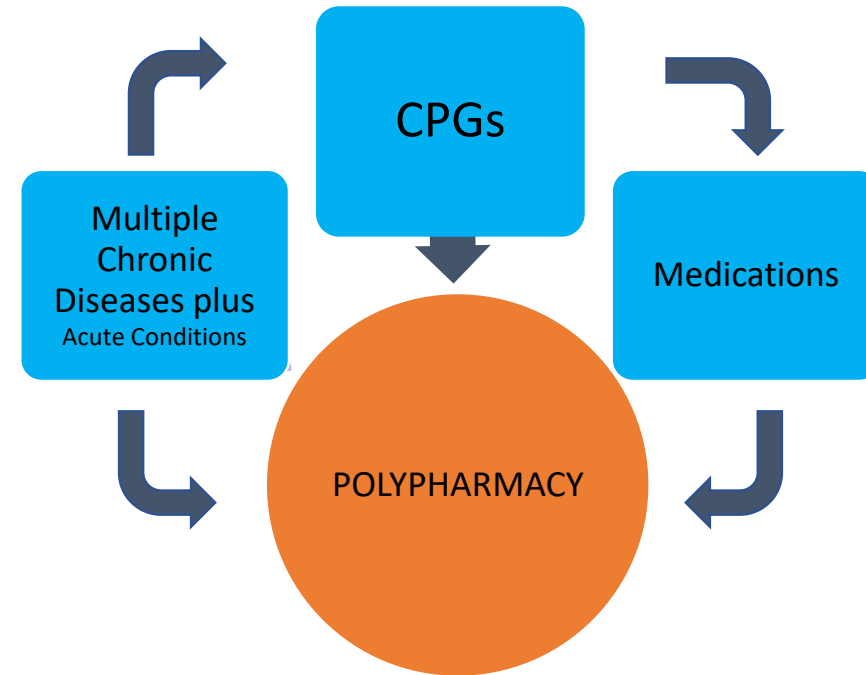 CPGs
Multiple
Chronic
Diseases plus
Acute Conditions
Medications
POLYPHARMACY